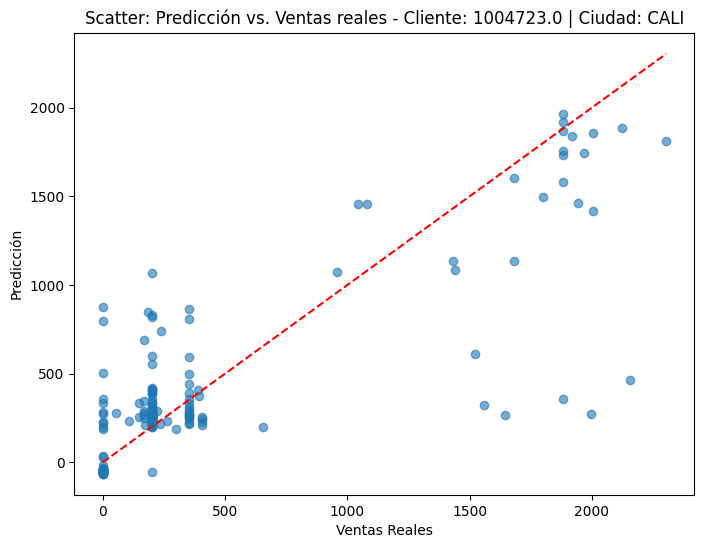 Scatter: Predicción vs. Ventas reales - Cliente: 1004723.0 | Ciudad: CALI
Predicción
2000
1500
1000
500
0
0 500 1000 1500 2000
Ventas Reales